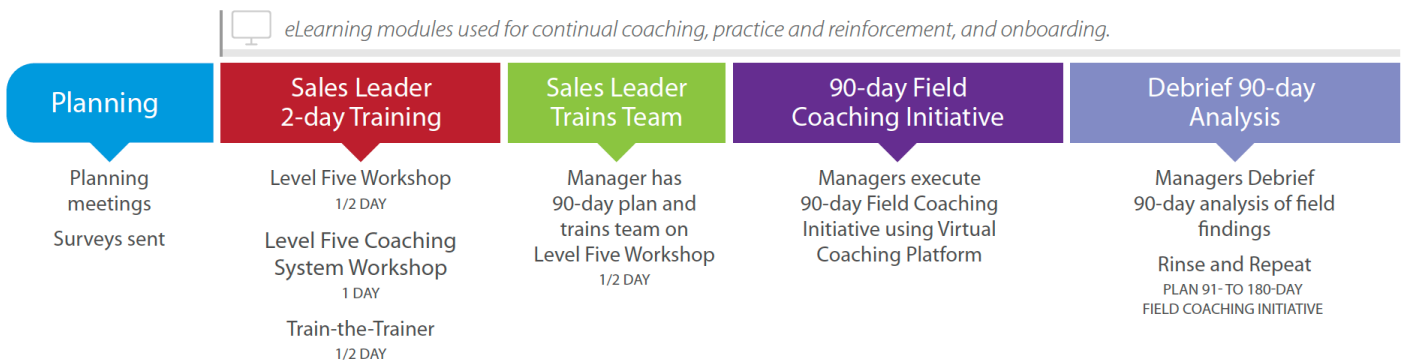 eLearning modules used for continual coaching, practice and reinforcement, and onboarding.
Planning
Planning
meetings
Surveys sent
Sales Leader
2-day Training
Level Five Workshop
1/2 DAY
Level Five Coaching
System Workshop
1 DAY
Train-the-Trainer
1/2 DAY
Sales Leader
Trains Team
Manager has
90-day plan and
trains team on
Level Five Workshop
1/2 DAY
90-day Field
Coaching Initiative
Managers execute
90-day Field Coaching
Initiative using Virtual
Coaching Platform
Debrief 90-day
Analysis
Managers Debrief
90-day analysis of field
findings
Rinse and Repeat
PLAN 91- TO 180-DAY
FIELD COACHING INITIATIVE